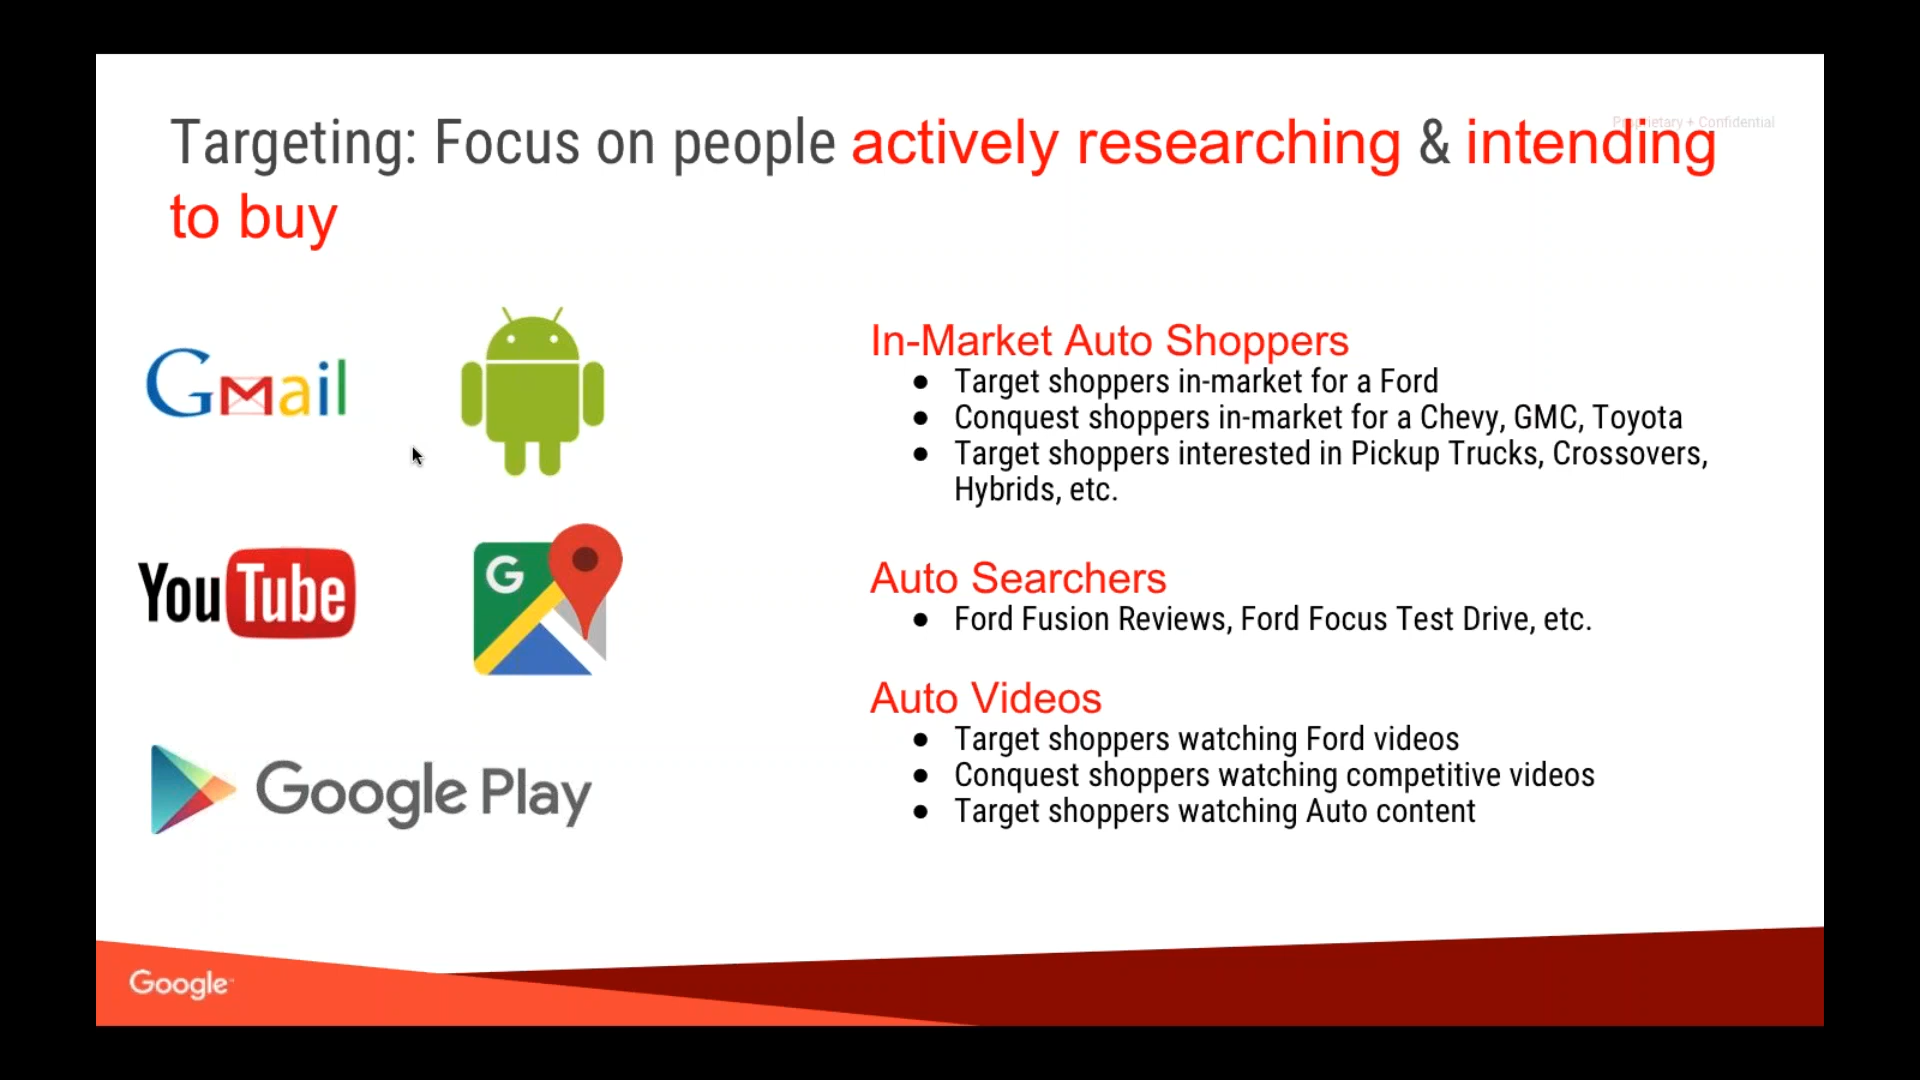 Proprietary + Confidential
Targeting: Focus on people actively researching & intending
to buy
Gmail
YouTube
G
Google Play
In-Market Auto Shoppers
● Target shoppers in-market for a Ford
● Conquest shoppers in-market for a Chevy, GMC, Toyota
● Target shoppers interested in Pickup Trucks, Crossovers,
Hybrids, etc.
Auto Searchers
● Ford Fusion Reviews, Ford Focus Test Drive, etc.
Auto Videos
● Target shoppers watching Ford videos
● Conquest shoppers watching competitive videos
● Target shoppers watching Auto content
Google